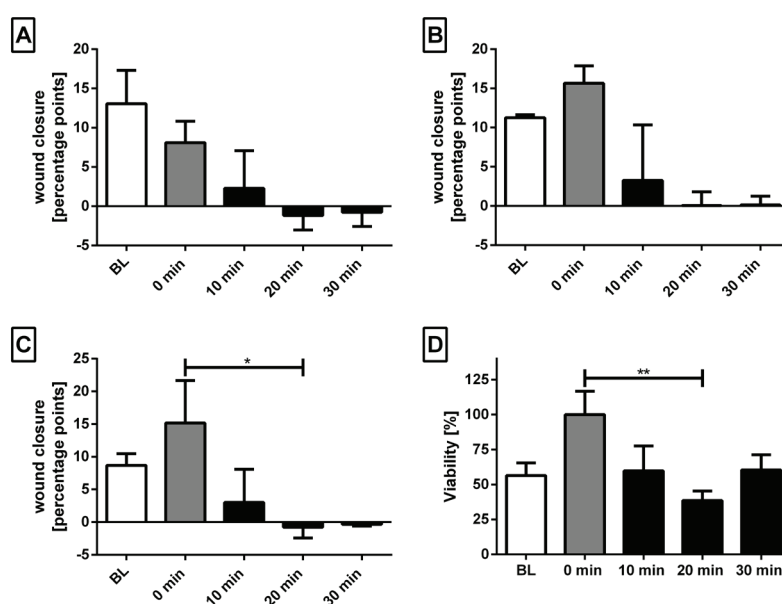 A
wound closure
[percentage points]
20
15
10
5
0
-5
BL
0 min
10 min
20 min
30 min
B
wound closure
[percentage points]
20
15
10
5
0
-5
BL
0 min
10 min
20 min
30 min
C
wound closure
[percentage points]
25
20
15
10
5
0
-5
*
BL
0 min
10 min
20 min
30 min
D
Viability [%]
125
100
75
50
25
0
**
BL
0 min
10 min
20 min
30 min